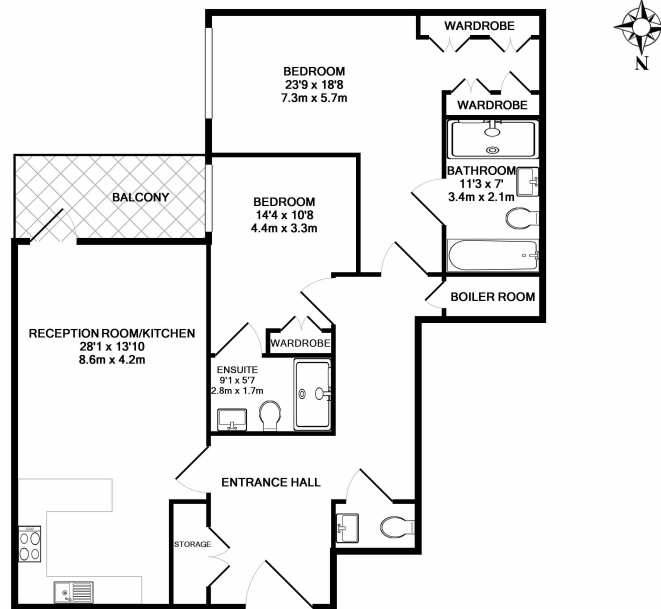 WARDROBE
N
BEDROOM
23'9 x 18'8
7.3m x 5.7m
WARDROBE
BATHROOM
11'3 x 7'
3.4m x 2.1m
BALCONY
BEDROOM
14'4 x 10'8
4.4m x 3.3m
BOILER ROOM
RECEPTION ROOM/KITCHEN
28'1 x 13'10
8.6m x 4.2m
WARDROBE
ENSUITE
9'1 x 5'7
2.8m x 1.7m
ENTRANCE HALL
STORAGE